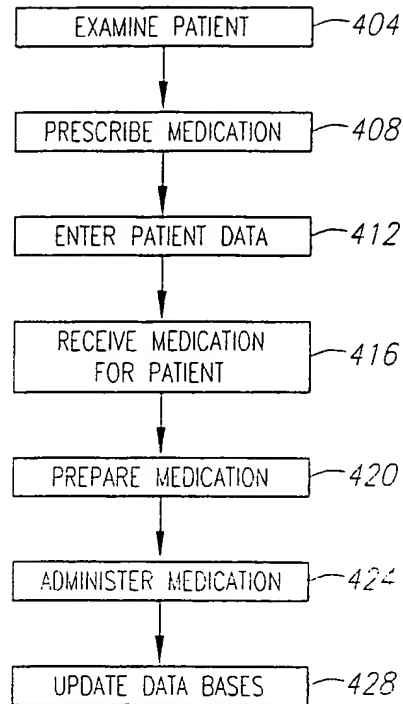 EXAMINE PATIENT 404
PRESCRIBE MEDICATION 408
ENTER PATIENT DATA 412
RECEIVE MEDICATION
FOR PATIENT 416
PREPARE MEDICATION 420
ADMINISTER MEDICATION 424
UPDATE DATA BASES 428